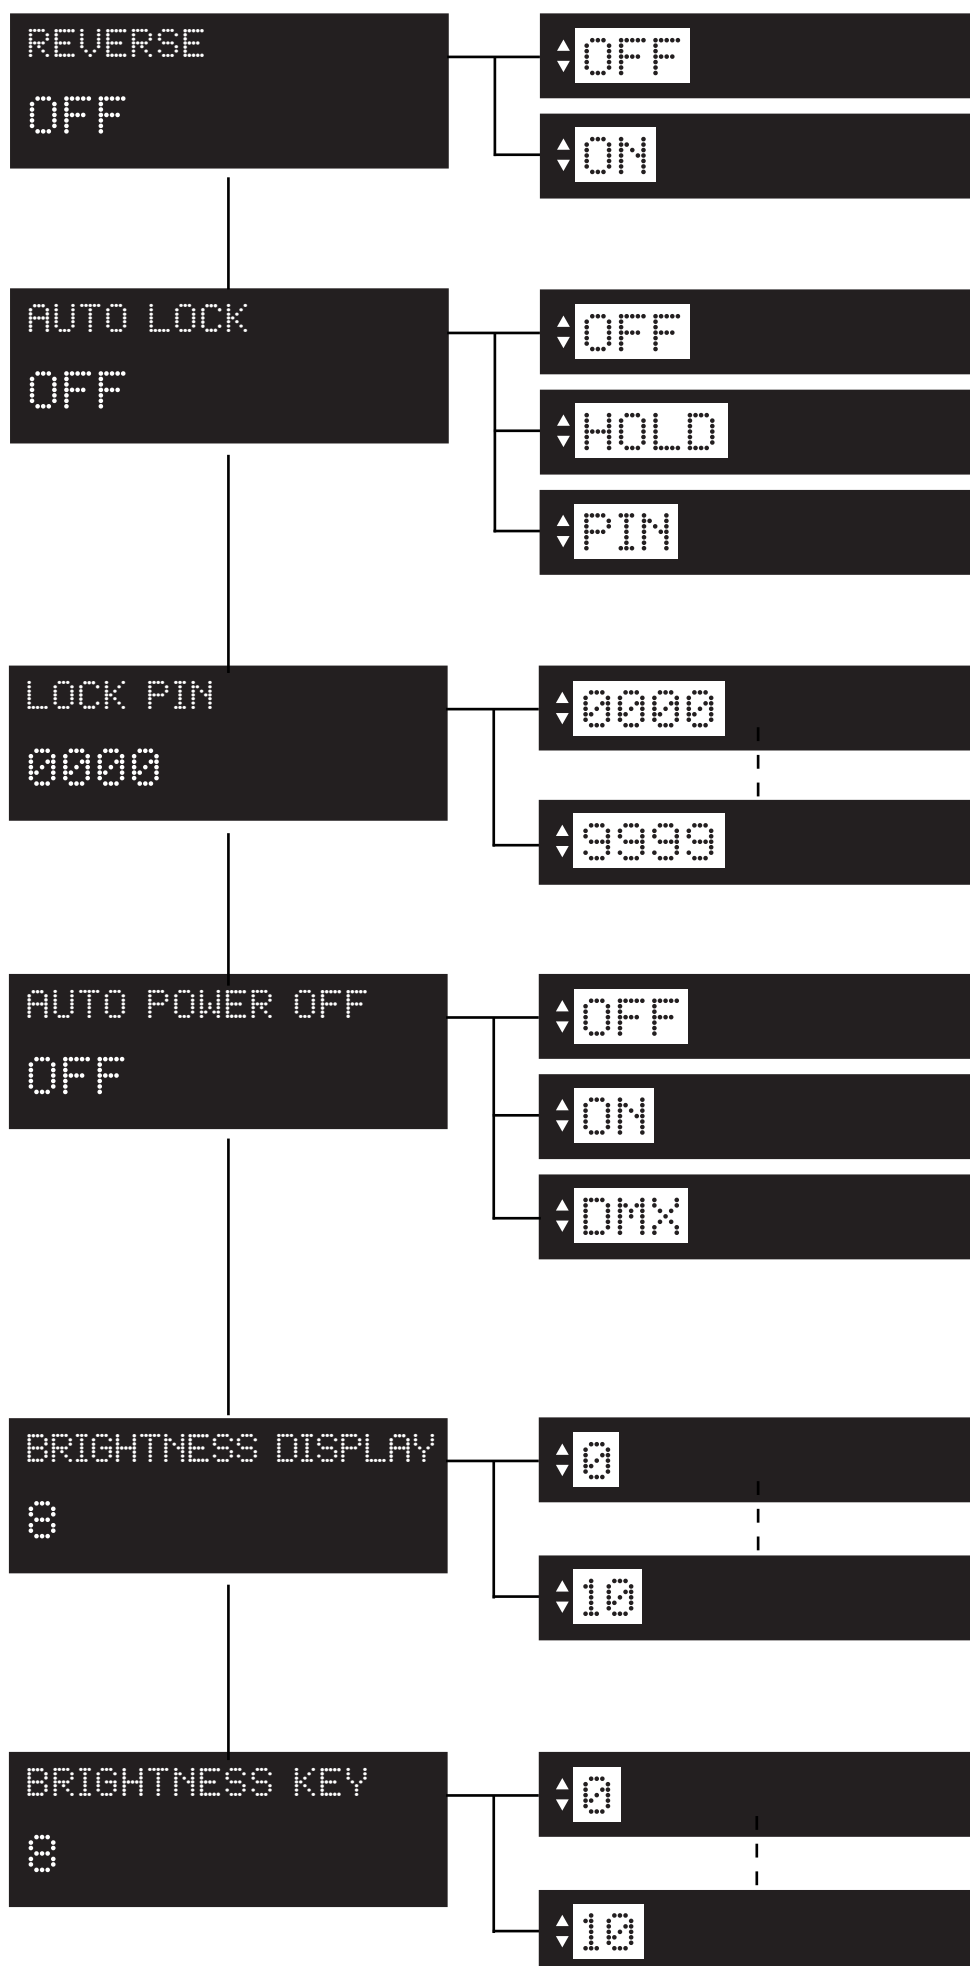 REVERSE
OFF
OFF
ON
AUTO LOCK
OFF
OFF
HOLD
PIN
LOCK PIN
0000
0000
9999
AUTO POWER OFF
OFF
OFF
ON
DMX
BRIGHTNESS DISPLAY
8
0
10
BRIGHTNESS KEY
8
0
10